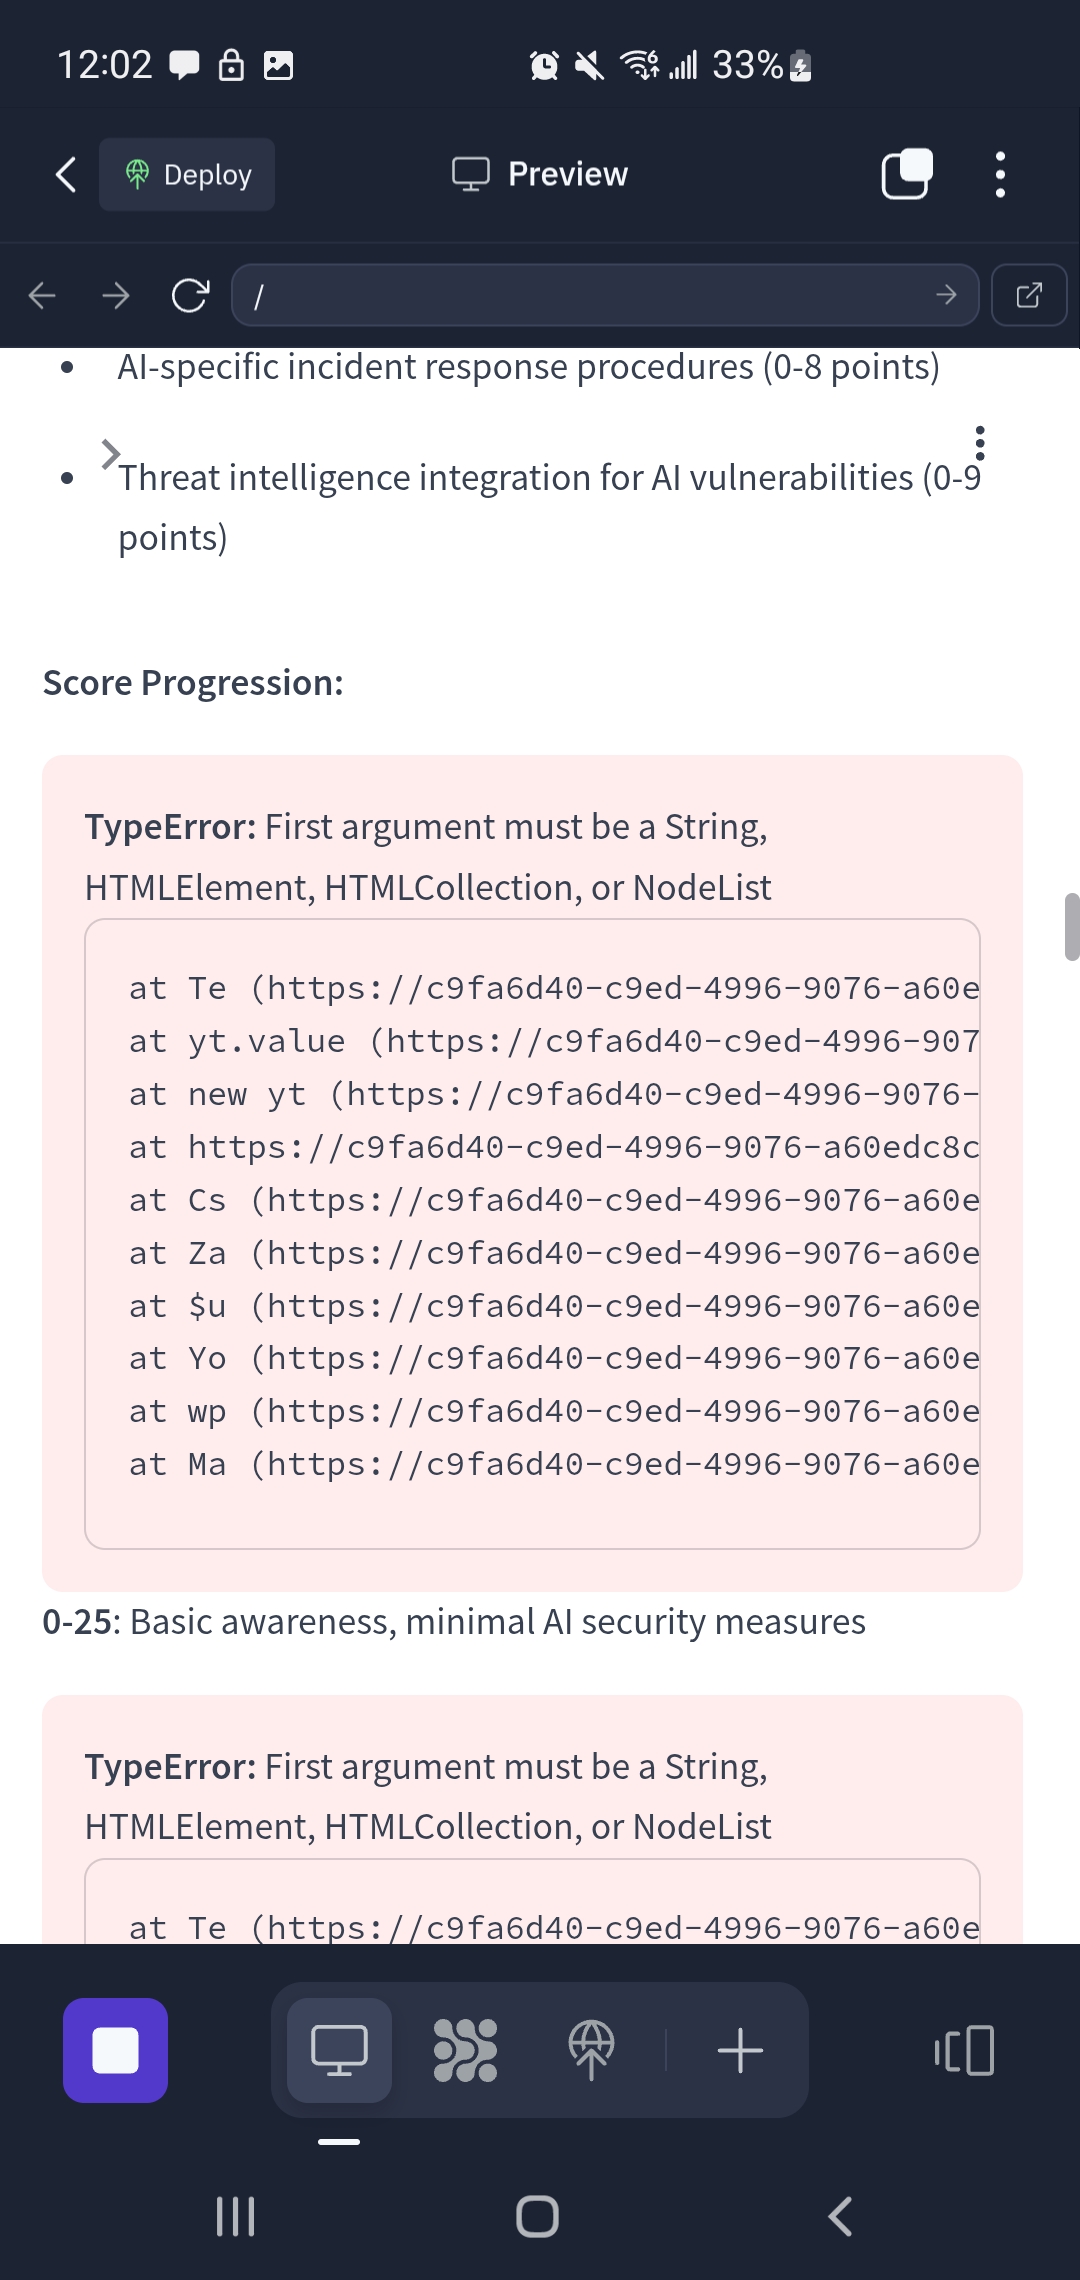 12:02
33%
Deploy
Preview
/
AI-specific incident response procedures (0-8 points)
Threat intelligence integration for AI vulnerabilities (0-9
points)
Score Progression:
TypeError: First argument must be a String,
HTMLElement, HTMLCollection, or NodeList
at Te (https://c9fa6d40-c9ed-4996-9076-a60e
at yt.value (https://c9fa6d40-c9ed-4996-907
at new yt (https://c9fa6d40-c9ed-4996-9076-
at https://c9fa6d40-c9ed-4996-9076-a60edc8c
at Cs (https://c9fa6d40-c9ed-4996-9076-a60e
at Za (https://c9fa6d40-c9ed-4996-9076-a60e
at $u (https://c9fa6d40-c9ed-4996-9076-a60e
at Yo (https://c9fa6d40-c9ed-4996-9076-a60e
at wp (https://c9fa6d40-c9ed-4996-9076-a60e
at Ma (https://c9fa6d40-c9ed-4996-9076-a60e
0-25: Basic awareness, minimal AI security measures
TypeError: First argument must be a String,
HTMLElement, HTMLCollection, or NodeList
at Te (https://c9fa6d40-c9ed-4996-9076-a60e